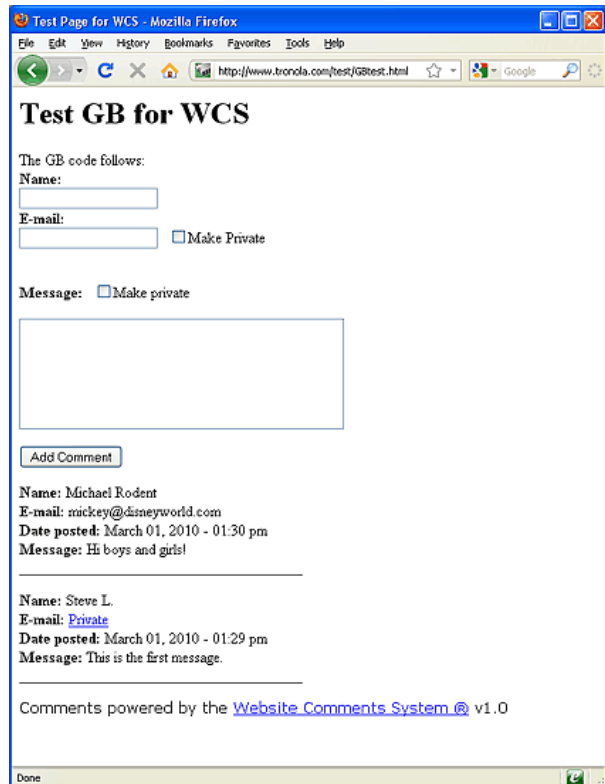 Test Page for WCS - Mozilla Firefox
File Edit View History Bookmarks Favorites Tools Help
http://www.tronola.com/test/GBtest.html Google
Test GB for WCS
The GB code follows:
Name:
E-mail:
Make Private
Message: Make private
Add Comment
Name: Michael Rodent
E-mail: mickey@disneyworld.com
Date posted: March 01, 2010 - 01:30 pm
Message: Hi boys and girls!
Name: Steve L.
E-mail: Private
Date posted: March 01, 2010 - 01:29 pm
Message: This is the first message.
Comments powered by the Website Comments System ® v1.0
Done